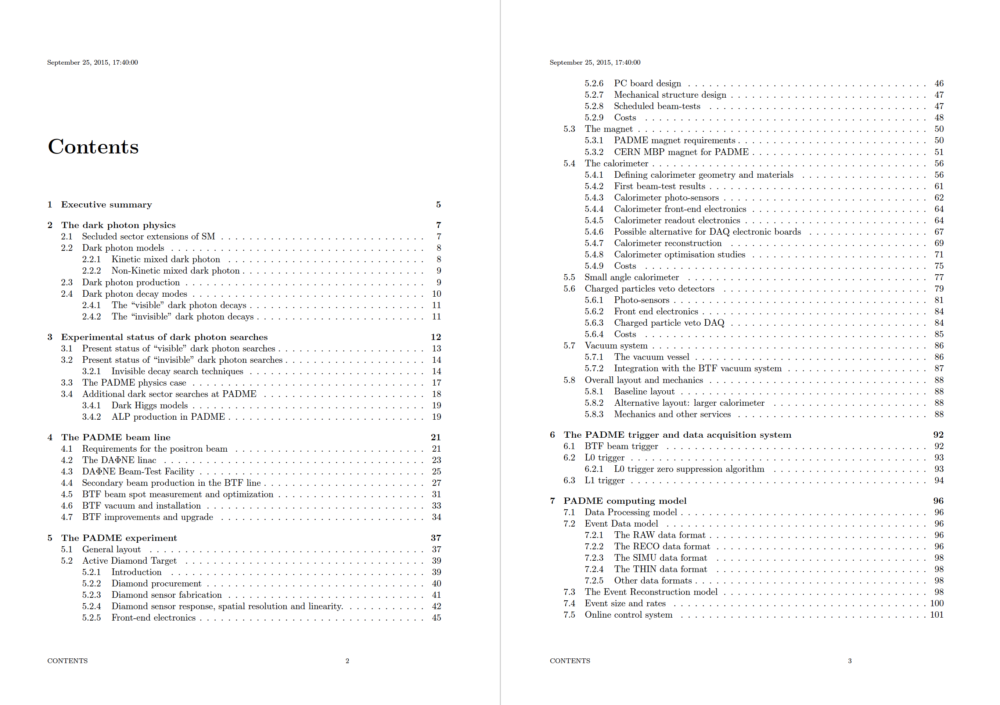 September 25, 2015, 17:40:00
Contents
1 Executive summary 5
2 The dark photon physics 7
2.1 Secluded sector extensions of SM . . . . . . . . . . . . . . . . . . . . . . . . . . . . . 7
2.2 Dark photon models . . . . . . . . . . . . . . . . . . . . . . . . . . . . . . . . . . . . 8
2.2.1 Kinetic mixed dark photon . . . . . . . . . . . . . . . . . . . . . . . . . . . . 8
2.2.2 Non-Kinetic mixed dark photon . . . . . . . . . . . . . . . . . . . . . . . . . . 9
2.3 Dark photon production . . . . . . . . . . . . . . . . . . . . . . . . . . . . . . . . . . 9
2.4 Dark photon decay modes . . . . . . . . . . . . . . . . . . . . . . . . . . . . . . . . . 10
2.4.1 The “visible” dark photon decays . . . . . . . . . . . . . . . . . . . . . . . . . 11
2.4.2 The “invisible” dark photon decays . . . . . . . . . . . . . . . . . . . . . . . . 11
3 Experimental status of dark photon searches 12
3.1 Present status of “visible” dark photon searches . . . . . . . . . . . . . . . . . . . . . 13
3.2 Present status of “invisible” dark photon searches . . . . . . . . . . . . . . . . . . . . 14
3.2.1 Invisible decay search techniques . . . . . . . . . . . . . . . . . . . . . . . . . 14
3.3 The PADME physics case . . . . . . . . . . . . . . . . . . . . . . . . . . . . . . . . . 17
3.4 Additional dark sector searches at PADME . . . . . . . . . . . . . . . . . . . . . . . 18
3.4.1 Dark Higgs models . . . . . . . . . . . . . . . . . . . . . . . . . . . . . . . . . 19
3.4.2 ALP production in PADME . . . . . . . . . . . . . . . . . . . . . . . . . . . . 19
4 The PADME beam line 21
4.1 Requirements for the positron beam . . . . . . . . . . . . . . . . . . . . . . . . . . . 21
4.2 The DAΦNE linac . . . . . . . . . . . . . . . . . . . . . . . . . . . . . . . . . . . . . 23
4.3 DAΦNE Beam-Test Facility . . . . . . . . . . . . . . . . . . . . . . . . . . . . . . . . 25
4.4 Secondary beam production in the BTF line . . . . . . . . . . . . . . . . . . . . . . . 27
4.5 BTF beam spot measurement and optimization . . . . . . . . . . . . . . . . . . . . . 31
4.6 BTF vacuum and installation . . . . . . . . . . . . . . . . . . . . . . . . . . . . . . . 33
4.7 BTF improvements and upgrade . . . . . . . . . . . . . . . . . . . . . . . . . . . . . 34
5 The PADME experiment 37
5.1 General layout . . . . . . . . . . . . . . . . . . . . . . . . . . . . . . . . . . . . . . . 37
5.2 Active Diamond Target . . . . . . . . . . . . . . . . . . . . . . . . . . . . . . . . . . 39
5.2.1 Introduction . . . . . . . . . . . . . . . . . . . . . . . . . . . . . . . . . . . . 39
5.2.2 Diamond procurement . . . . . . . . . . . . . . . . . . . . . . . . . . . . . . . 40
5.2.3 Diamond sensor fabrication . . . . . . . . . . . . . . . . . . . . . . . . . . . . 41
5.2.4 Diamond sensor response, spatial resolution and linearity. . . . . . . . . . . . 42
5.2.5 Front-end electronics . . . . . . . . . . . . . . . . . . . . . . . . . . . . . . . . 45
CONTENTS 2
September 25, 2015, 17:40:00
5.2.6 PC board design . . . . . . . . . . . . . . . . . . . . . . . . . . . . . . . . . . 46
5.2.7 Mechanical structure design . . . . . . . . . . . . . . . . . . . . . . . . . . . . 47
5.2.8 Scheduled beam-tests . . . . . . . . . . . . . . . . . . . . . . . . . . . . . . . 47
5.2.9 Costs . . . . . . . . . . . . . . . . . . . . . . . . . . . . . . . . . . . . . . . . 48
5.3 The magnet . . . . . . . . . . . . . . . . . . . . . . . . . . . . . . . . . . . . . . . . . 50
5.3.1 PADME magnet requirements . . . . . . . . . . . . . . . . . . . . . . . . . . . 50
5.3.2 CERN MBP magnet for PADME . . . . . . . . . . . . . . . . . . . . . . . . . 51
5.4 The calorimeter . . . . . . . . . . . . . . . . . . . . . . . . . . . . . . . . . . . . . . . 56
5.4.1 Defining calorimeter geometry and materials . . . . . . . . . . . . . . . . . . 56
5.4.2 First beam-test results . . . . . . . . . . . . . . . . . . . . . . . . . . . . . . . 61
5.4.3 Calorimeter photo-sensors . . . . . . . . . . . . . . . . . . . . . . . . . . . . . 62
5.4.4 Calorimeter front-end electronics . . . . . . . . . . . . . . . . . . . . . . . . . 64
5.4.5 Calorimeter readout electronics . . . . . . . . . . . . . . . . . . . . . . . . . . 64
5.4.6 Possible alternative for DAQ electronic boards . . . . . . . . . . . . . . . . . 67
5.4.7 Calorimeter reconstruction . . . . . . . . . . . . . . . . . . . . . . . . . . . . 69
5.4.8 Calorimeter optimisation studies . . . . . . . . . . . . . . . . . . . . . . . . . 71
5.4.9 Costs . . . . . . . . . . . . . . . . . . . . . . . . . . . . . . . . . . . . . . . . 75
5.5 Small angle calorimeter . . . . . . . . . . . . . . . . . . . . . . . . . . . . . . . . . . 77
5.6 Charged particles veto detectors . . . . . . . . . . . . . . . . . . . . . . . . . . . . . 79
5.6.1 Photo-sensors . . . . . . . . . . . . . . . . . . . . . . . . . . . . . . . . . . . . 81
5.6.2 Front end electronics . . . . . . . . . . . . . . . . . . . . . . . . . . . . . . . . 84
5.6.3 Charged particle veto DAQ . . . . . . . . . . . . . . . . . . . . . . . . . . . . 84
5.6.4 Costs . . . . . . . . . . . . . . . . . . . . . . . . . . . . . . . . . . . . . . . . 85
5.7 Vacuum system . . . . . . . . . . . . . . . . . . . . . . . . . . . . . . . . . . . . . . . 86
5.7.1 The vacuum vessel . . . . . . . . . . . . . . . . . . . . . . . . . . . . . . . . . 86
5.7.2 Integration with the BTF vacuum system . . . . . . . . . . . . . . . . . . . . 87
5.8 Overall layout and mechanics . . . . . . . . . . . . . . . . . . . . . . . . . . . . . . . 88
5.8.1 Baseline layout . . . . . . . . . . . . . . . . . . . . . . . . . . . . . . . . . . . 88
5.8.2 Alternative layout: larger calorimeter . . . . . . . . . . . . . . . . . . . . . . 88
5.8.3 Mechanics and other services . . . . . . . . . . . . . . . . . . . . . . . . . . . 88
6 The PADME trigger and data acquisition system 92
6.1 BTF beam trigger . . . . . . . . . . . . . . . . . . . . . . . . . . . . . . . . . . . . . 92
6.2 L0 trigger . . . . . . . . . . . . . . . . . . . . . . . . . . . . . . . . . . . . . . . . . . 93
6.2.1 L0 trigger zero suppression algorithm . . . . . . . . . . . . . . . . . . . . . . 93
6.3 L1 trigger . . . . . . . . . . . . . . . . . . . . . . . . . . . . . . . . . . . . . . . . . . 94
7 PADME computing model 96
7.1 Data Processing model . . . . . . . . . . . . . . . . . . . . . . . . . . . . . . . . . . . 96
7.2 Event Data model . . . . . . . . . . . . . . . . . . . . . . . . . . . . . . . . . . . . . 96
7.2.1 The RAW data format . . . . . . . . . . . . . . . . . . . . . . . . . . . . . . . 96
7.2.2 The RECO data format . . . . . . . . . . . . . . . . . . . . . . . . . . . . . . 96
7.2.3 The SIMU data format . . . . . . . . . . . . . . . . . . . . . . . . . . . . . . 98
7.2.4 The THIN data format . . . . . . . . . . . . . . . . . . . . . . . . . . . . . . 98
7.2.5 Other data formats . . . . . . . . . . . . . . . . . . . . . . . . . . . . . . . . . 98
7.3 The Event Reconstruction model . . . . . . . . . . . . . . . . . . . . . . . . . . . . . 98
7.4 Event size and rates . . . . . . . . . . . . . . . . . . . . . . . . . . . . . . . . . . . . 100
7.5 Online control system . . . . . . . . . . . . . . . . . . . . . . . . . . . . . . . . . . . 101
CONTENTS 3